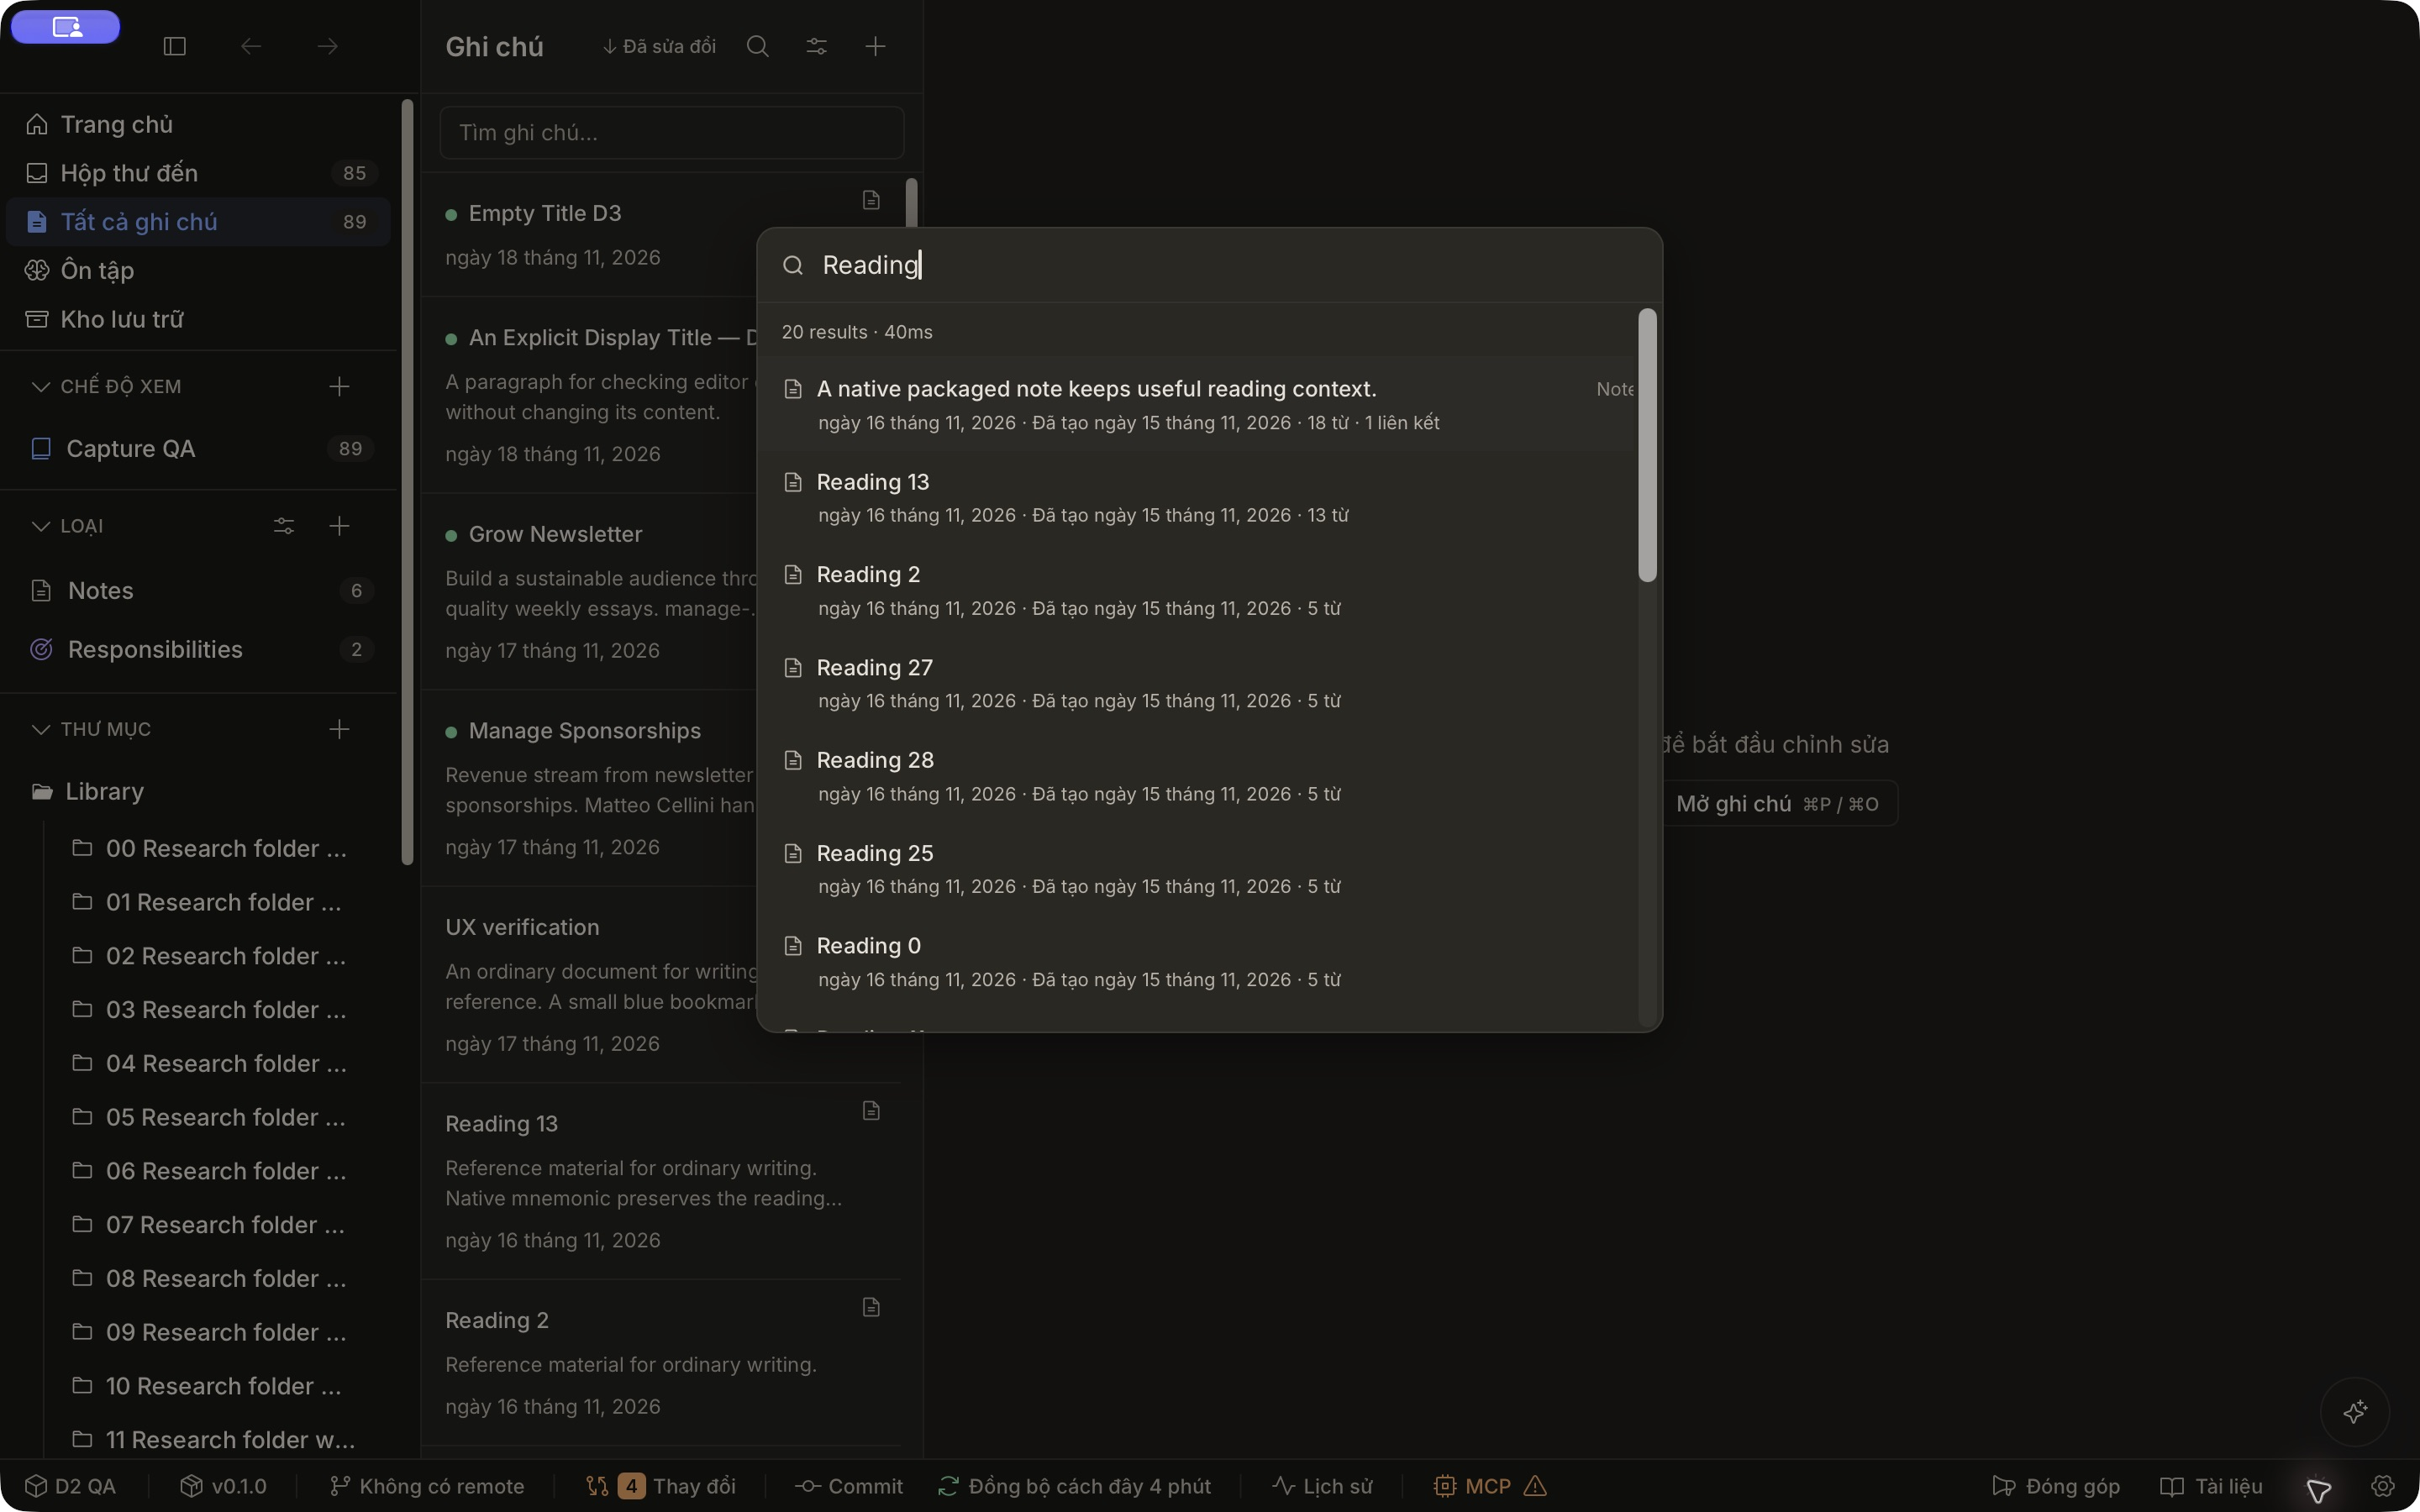 Ghi chú
Đã sửa đổi
Trang chủ
Hộp thư đến 85
Tất cả ghi chú 89
Ôn tập
Kho lưu trữ
CHẾ ĐỘ XEM
Capture QA 89
LOẠI
Notes 6
Responsibilities 2
THƯ MỤC
Library
00 Research folder ...
01 Research folder ...
02 Research folder ...
03 Research folder ...
04 Research folder ...
05 Research folder ...
06 Research folder ...
07 Research folder ...
08 Research folder ...
09 Research folder ...
10 Research folder ...
11 Research folder w...
Tìm ghi chú...
Empty Title D3
ngày 18 tháng 11, 2026
An Explicit Display Title —
A paragraph for checking editor
without changing its content.
ngày 18 tháng 11, 2026
Grow Newsletter
Build a sustainable audience
quality weekly essays. manage-
ngày 17 tháng 11, 2026
Manage Sponsorships
Revenue stream from newsletter
sponsorships. Matteo Cellini
ngày 17 tháng 11, 2026
UX verification
An ordinary document for writing
reference. A small blue
ngày 17 tháng 11, 2026
Reading 13
Reference material for ordinary writing.
Native mnemonic preserves the reading...
ngày 16 tháng 11, 2026
Reading 2
Reference material for ordinary writing.
ngày 16 tháng 11, 2026
Reading
20 results · 40ms
A native packaged note keeps useful reading context.
ngày 16 tháng 11, 2026 · Đã tạo ngày 15 tháng 11, 2026 · 18 từ · 1 liên kết
Reading 13
ngày 16 tháng 11, 2026 · Đã tạo ngày 15 tháng 11, 2026 · 13 từ
Reading 2
ngày 16 tháng 11, 2026 · Đã tạo ngày 15 tháng 11, 2026 · 5 từ
Reading 27
ngày 16 tháng 11, 2026 · Đã tạo ngày 15 tháng 11, 2026 · 5 từ
Reading 28
ngày 16 tháng 11, 2026 · Đã tạo ngày 15 tháng 11, 2026 · 5 từ
Reading 25
ngày 16 tháng 11, 2026 · Đã tạo ngày 15 tháng 11, 2026 · 5 từ
Reading 0
ngày 16 tháng 11, 2026 · Đã tạo ngày 15 tháng 11, 2026 · 5 từ
để bắt đầu chỉnh sửa
Mở ghi chú ⌘P / ⌘O
D2 QA
v0.1.0
Không có remote
4 Thay đổi
Commit
Đồng bộ cách đây 4 phút
Lịch sử
MCP
Đóng góp
Tài liệu